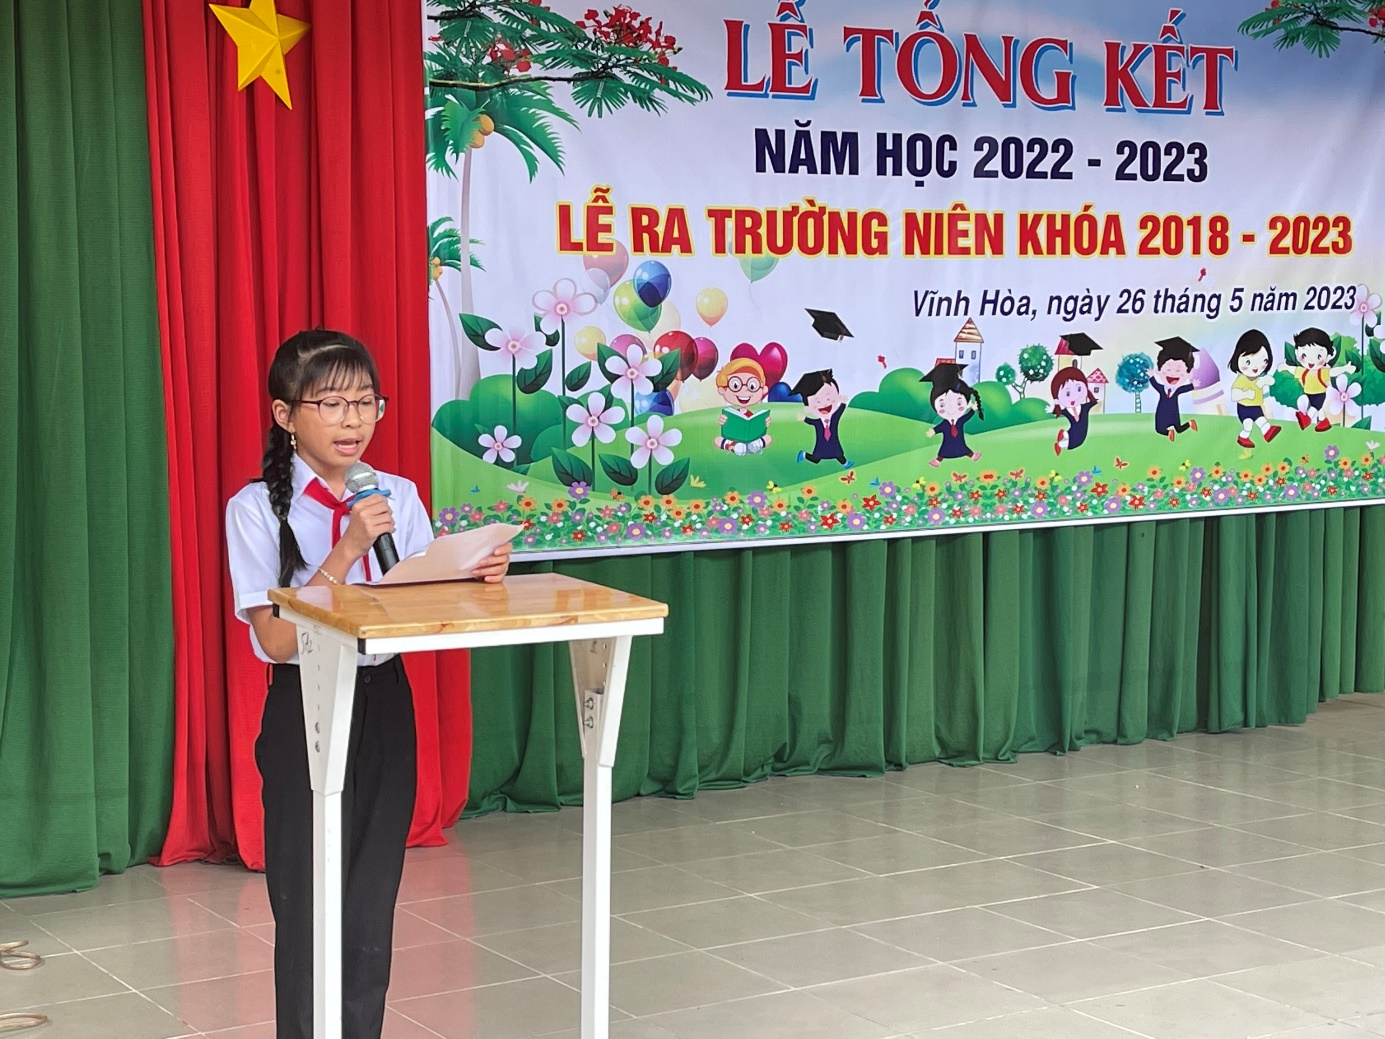 LỄ TỔNG KẾT
NĂM HỌC 2022 - 2023
LỄ RA TRƯỜNG NIÊN KHÓA 2018 - 2023
Vĩnh Hòa, ngày 26 tháng 5 năm 2023